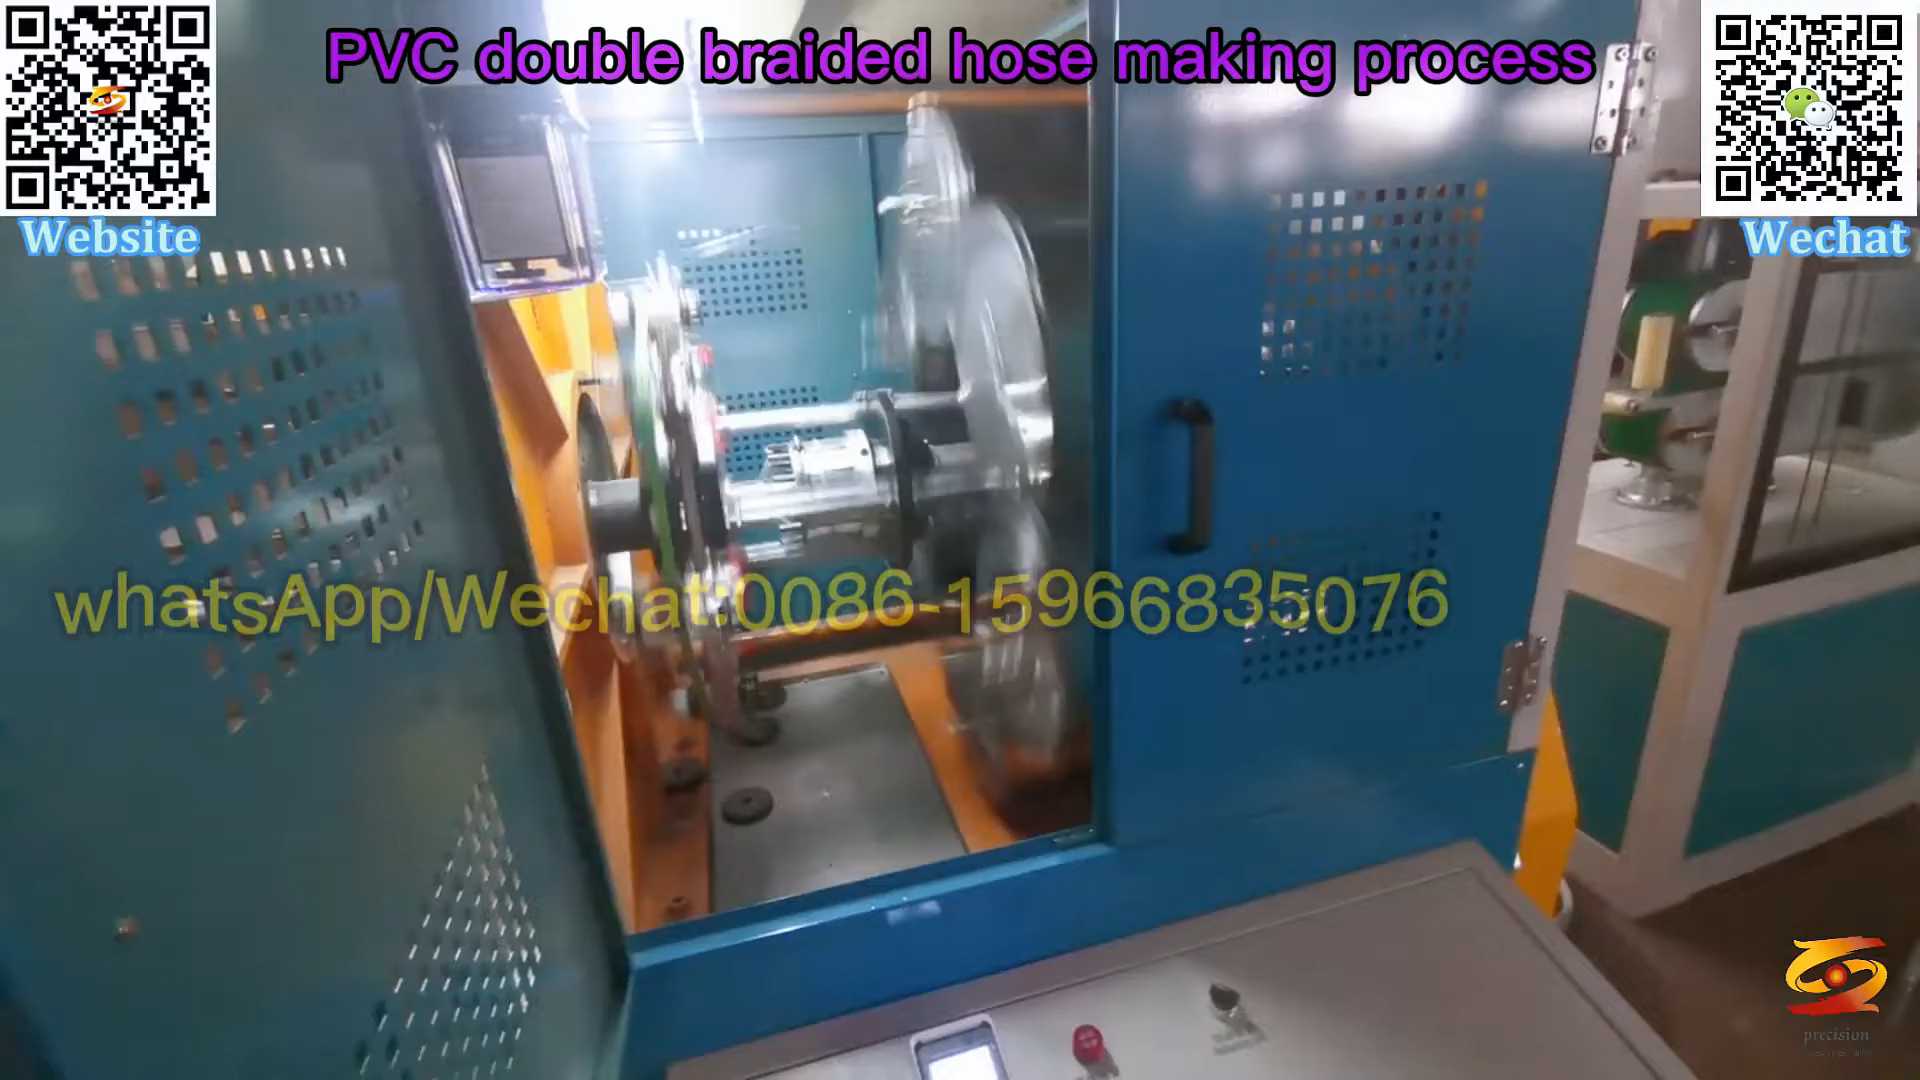 PVC double braided hose making process
Website
Wechat
whatsApp/Wechat:0086-15966835076
precision